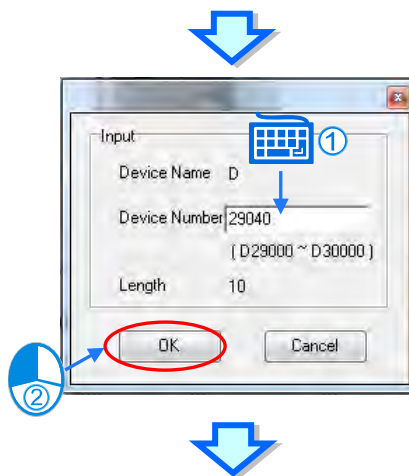 Input
①
Device Name D
Device Number 29040
( D29000 ~ D30000 )
Length 10
OK Cancel
②